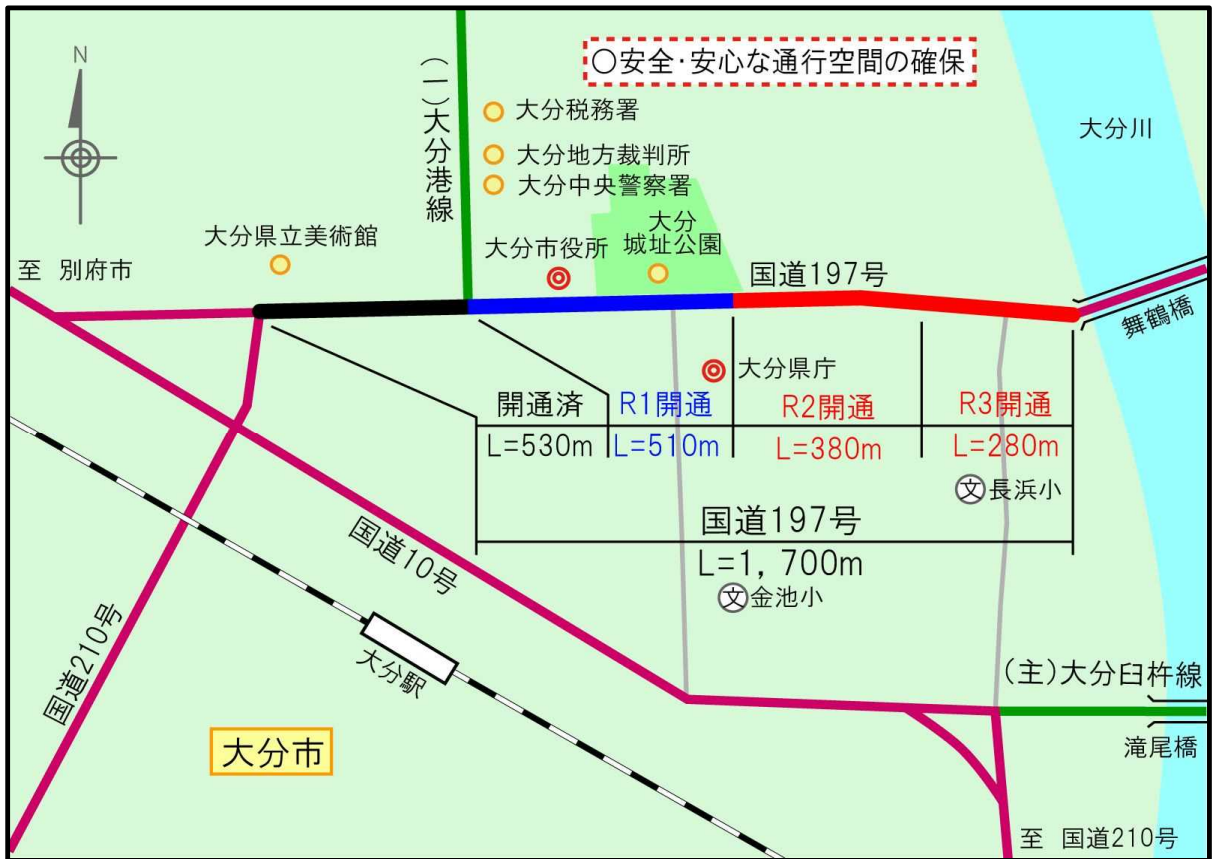 N
○安全・安心な通行空間の確保
(一)大分港線
大分税務署
大分地方裁判所
大分中央警察署
大分川
大分県立美術館
大分市役所
大分
城址公園
至 別府市
国道197号
舞鶴橋
大分県庁
開通済
R1開通
R2開通
R3開通
L=530m
L=510m
L=380m
L=280m
文長浜小
国道197号
L=1,700m
文金池小
国道10号
国道210号
大分駅
(主)大分臼杵線
大分市
滝尾橋
至 国道210号